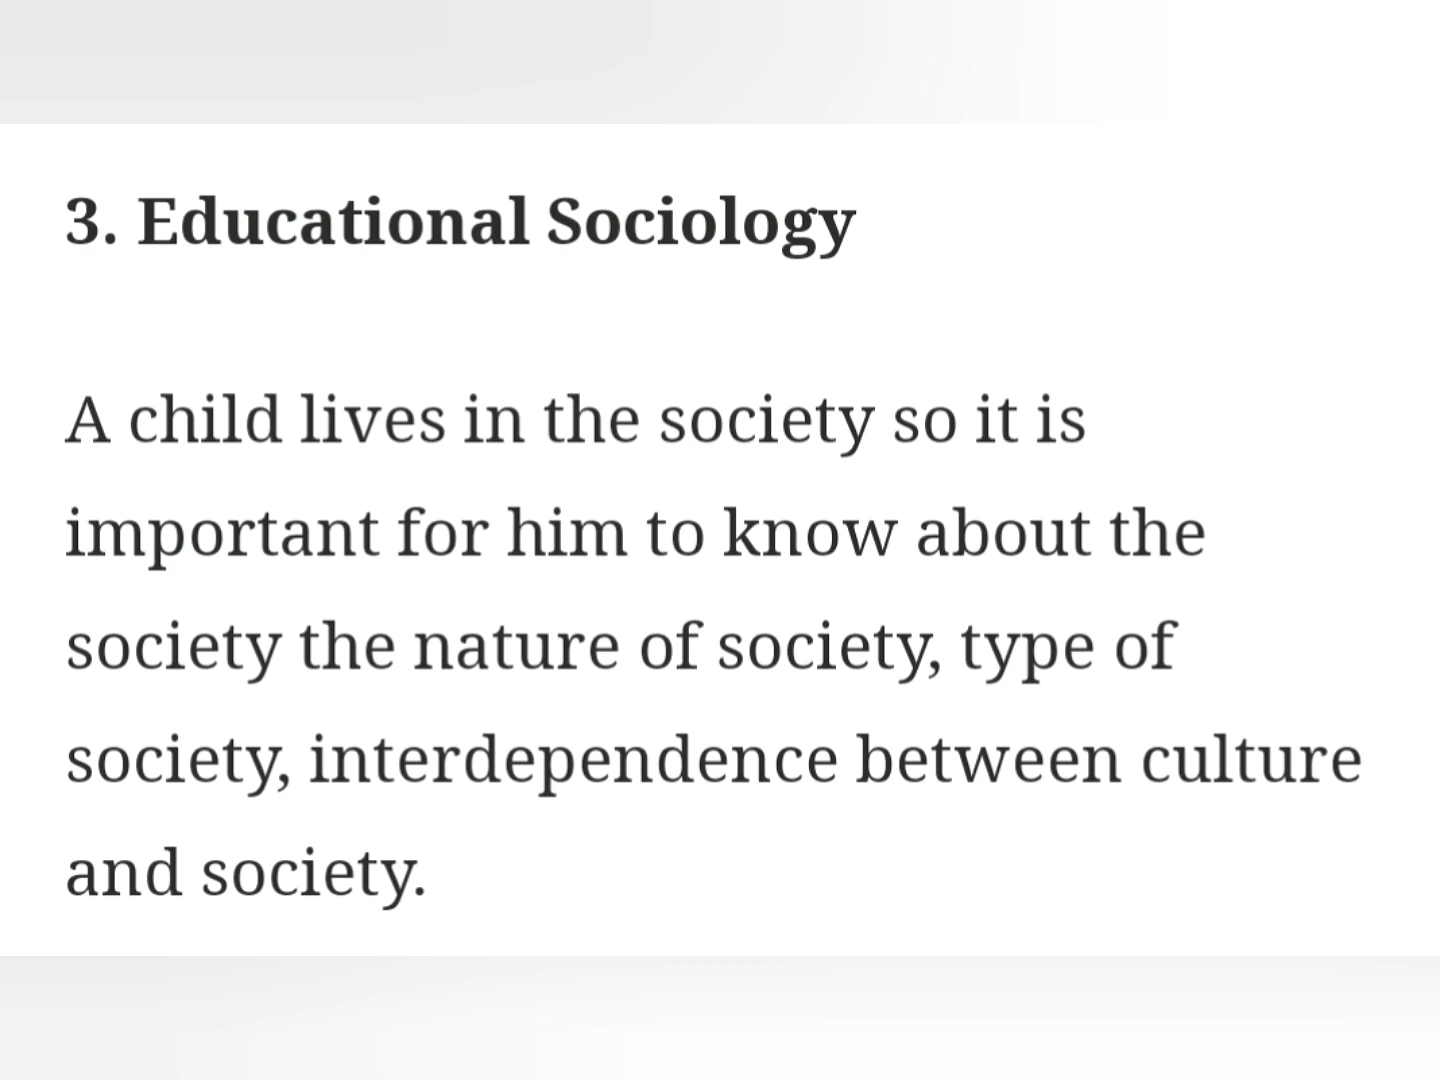 3. Educational Sociology
A child lives in the society so it is
important for him to know about the
society the nature of society, type of
society, interdependence between culture
and society.